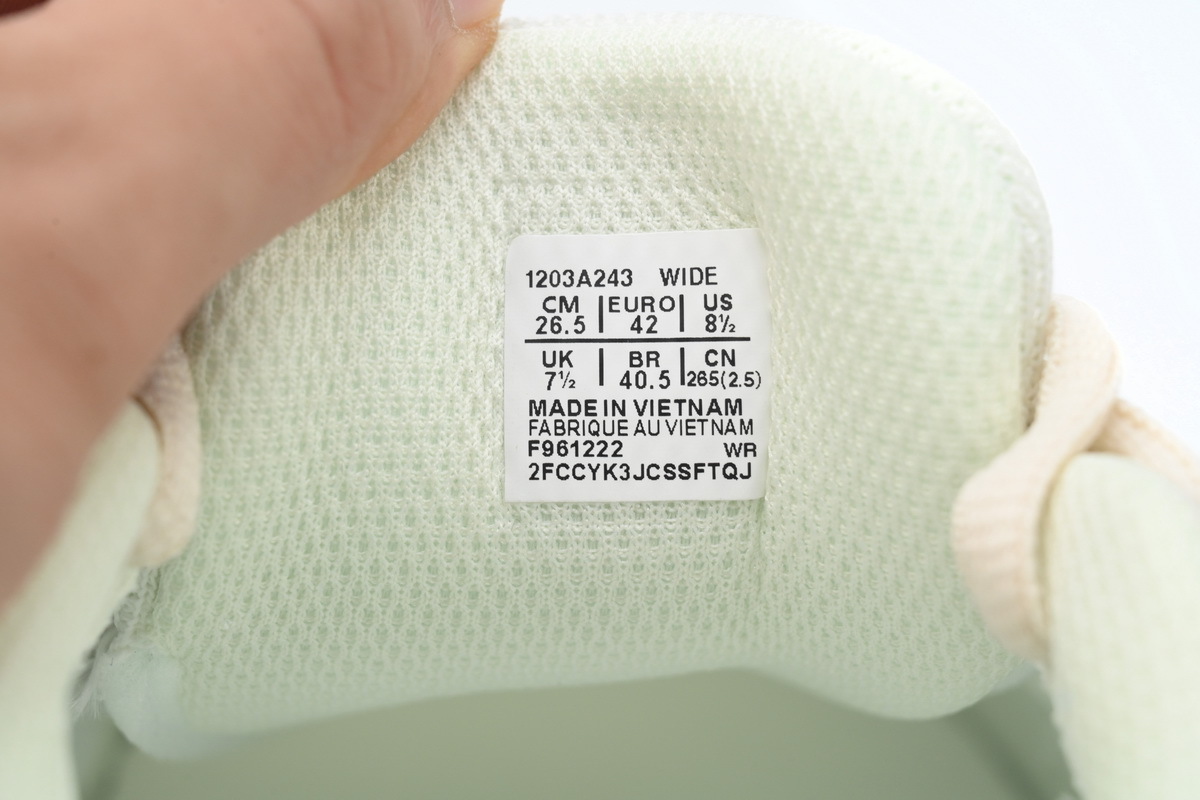 1203A243 WIDE
CM | EURO | US
26.5 | 42 | 8½
UK | BR | CN
7½ | 40.5 | 265(2.5)
MADE IN VIETNAM
FABRIQUE AU VIETNAM
F961222 WR
2FCCYK3JCSSFTQJ